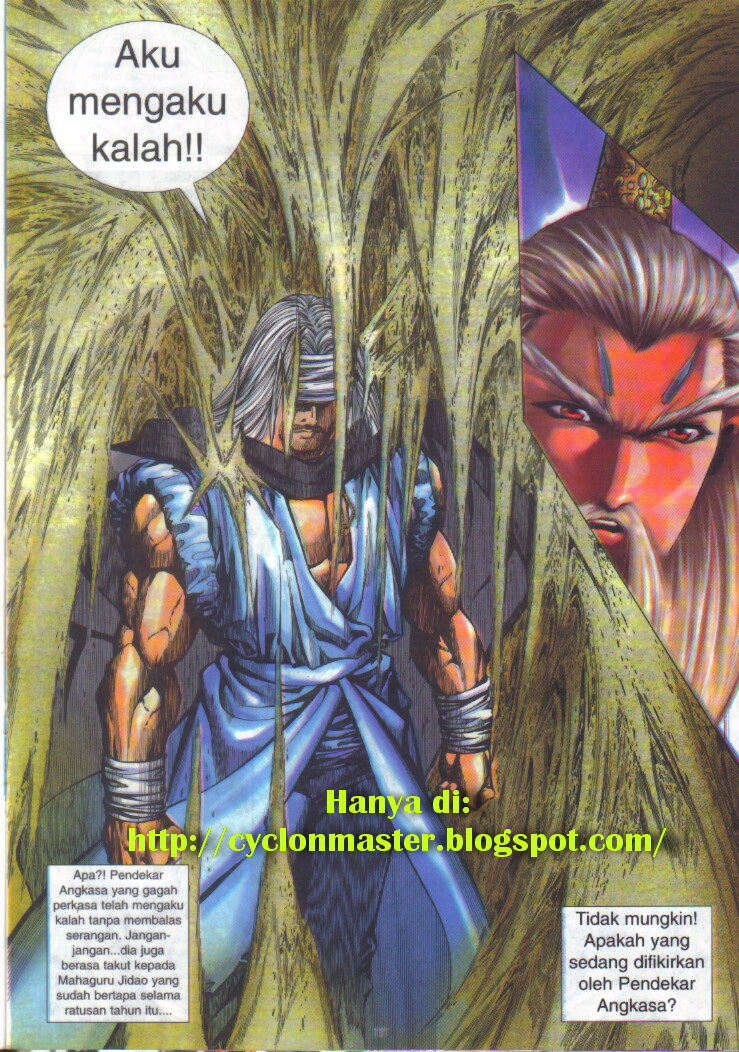 Aku
mengaku
kalah!!
Hanya di:
http://cyclonmaster.blogspot.com/
Apa?! Pendekar
Angkasa yang gagah
perkasa telah mengaku
kalah tanpa membalas
serangan. Jangan-
jangan...dia juga
berasa takut kepada
Mahaguru Jidao yang
sudah bertapa selama
ratusan tahun itu....
Tidak mungkin!
Apakah yang
sedang difikirkan
oleh Pendekar
Angkasa?